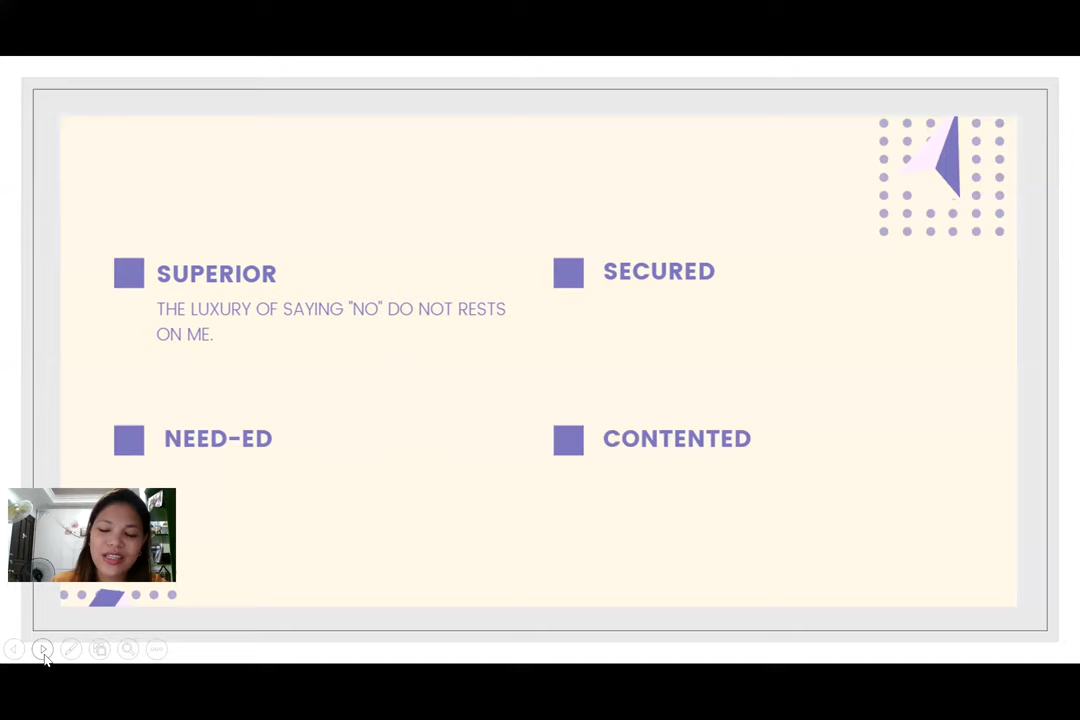 SUPERIOR
THE LUXURY OF SAYING "NO" DO NOT RESTS
ON ME.
SECURED
NEED-ED
CONTENTED